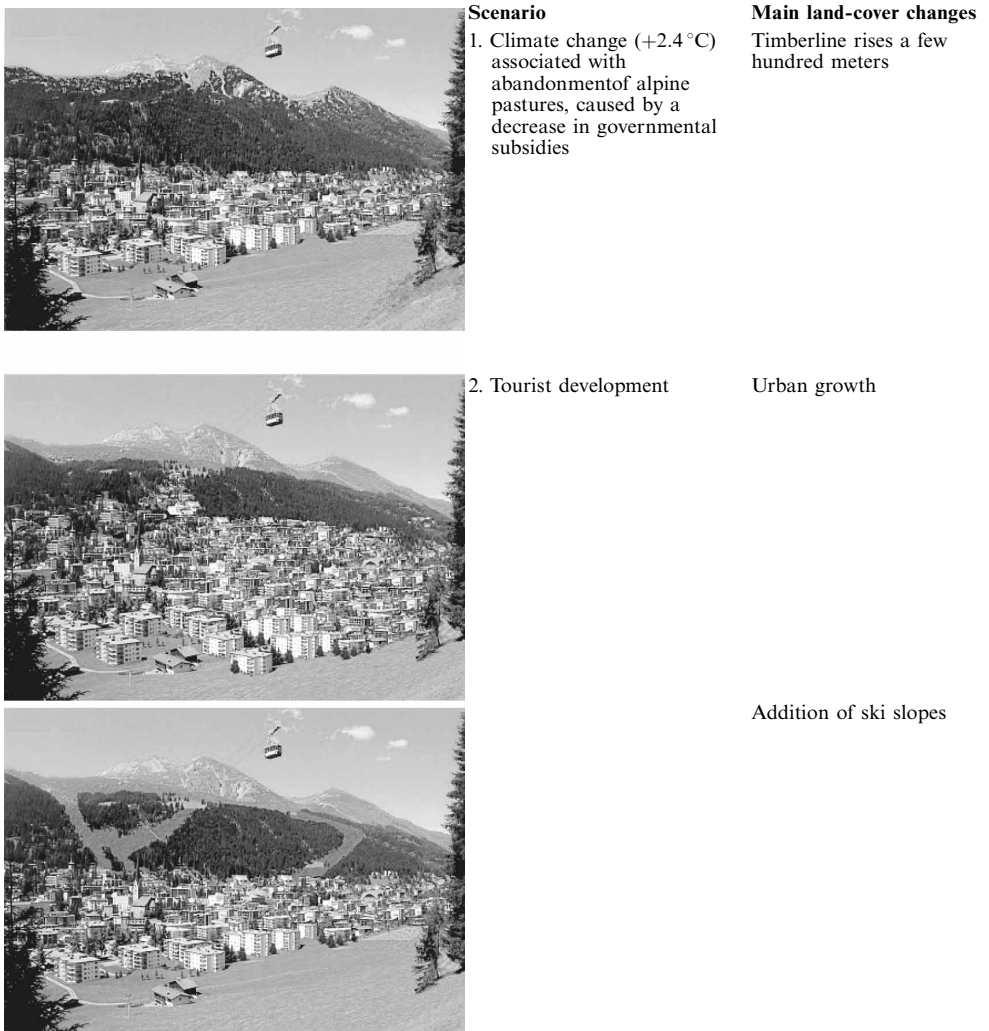 Scenario
Main land-cover changes
1. Climate change (+2.4 °C)
associated with
abandonmentof alpine
pastures, caused by a
decrease in governmental
subsidies
Timberline rises a few
hundred meters
2. Tourist development
Urban growth
Addition of ski slopes